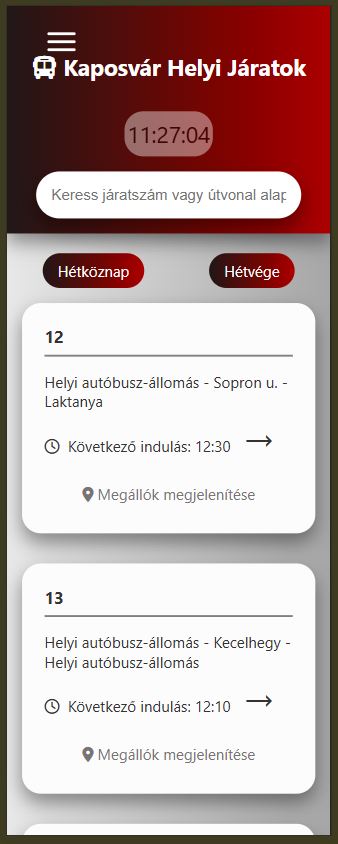 Kaposvár Helyi Járatok
11:27:04
Keress járatszám vagy útvonal alap
Hétköznap
Hétvége
12
Helyi autóbusz-állomás - Sopron u. -
Laktanya
Következő indulás: 12:30
Megállók megjelenítése
13
Helyi autóbusz-állomás - Kecelhegy -
Helyi autóbusz-állomás
Következő indulás: 12:10
Megállók megjelenítése